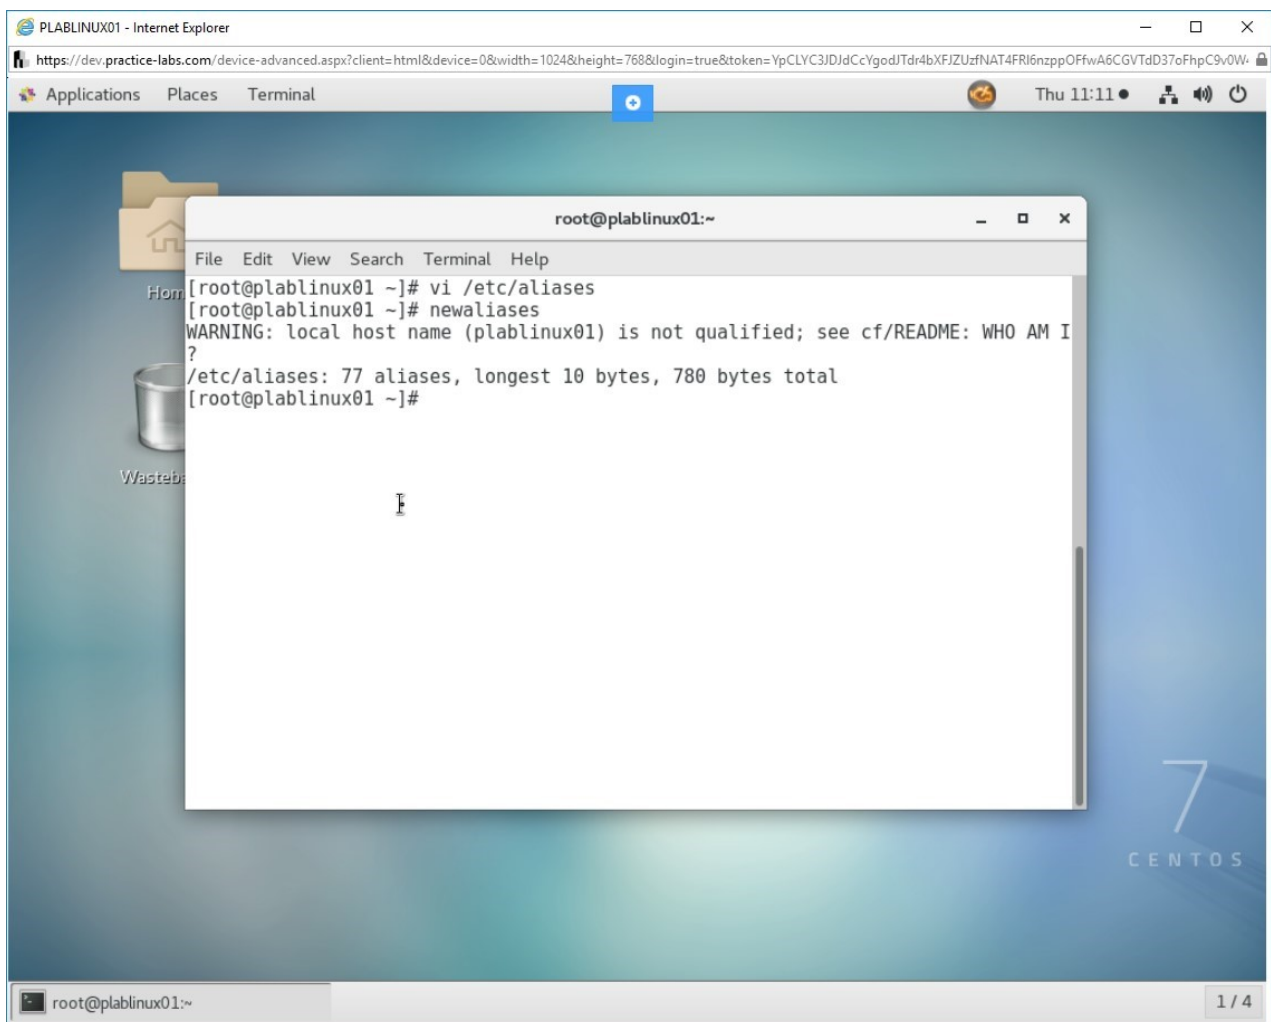 PLABLINUX01 - Internet Explorer
https://dev.practice-labs.com/device-advanced.aspx?client=html&device=0&width=1024&height=768&login=true&token=
Applications Places Terminal Thu 11:11
root@plablinux01:~
File Edit View Search Terminal Help
[root@plablinux01 ~]# vi /etc/aliases
[root@plablinux01 ~]# newaliases
WARNING: local host name (plablinux01) is not qualified; see cf/README: WHO AM I
?
/etc/aliases: 77 aliases, longest 10 bytes, 780 bytes total
[root@plablinux01 ~]#
Hom
Wasteb
7
CENTOS
root@plablinux01:~ 1 / 4